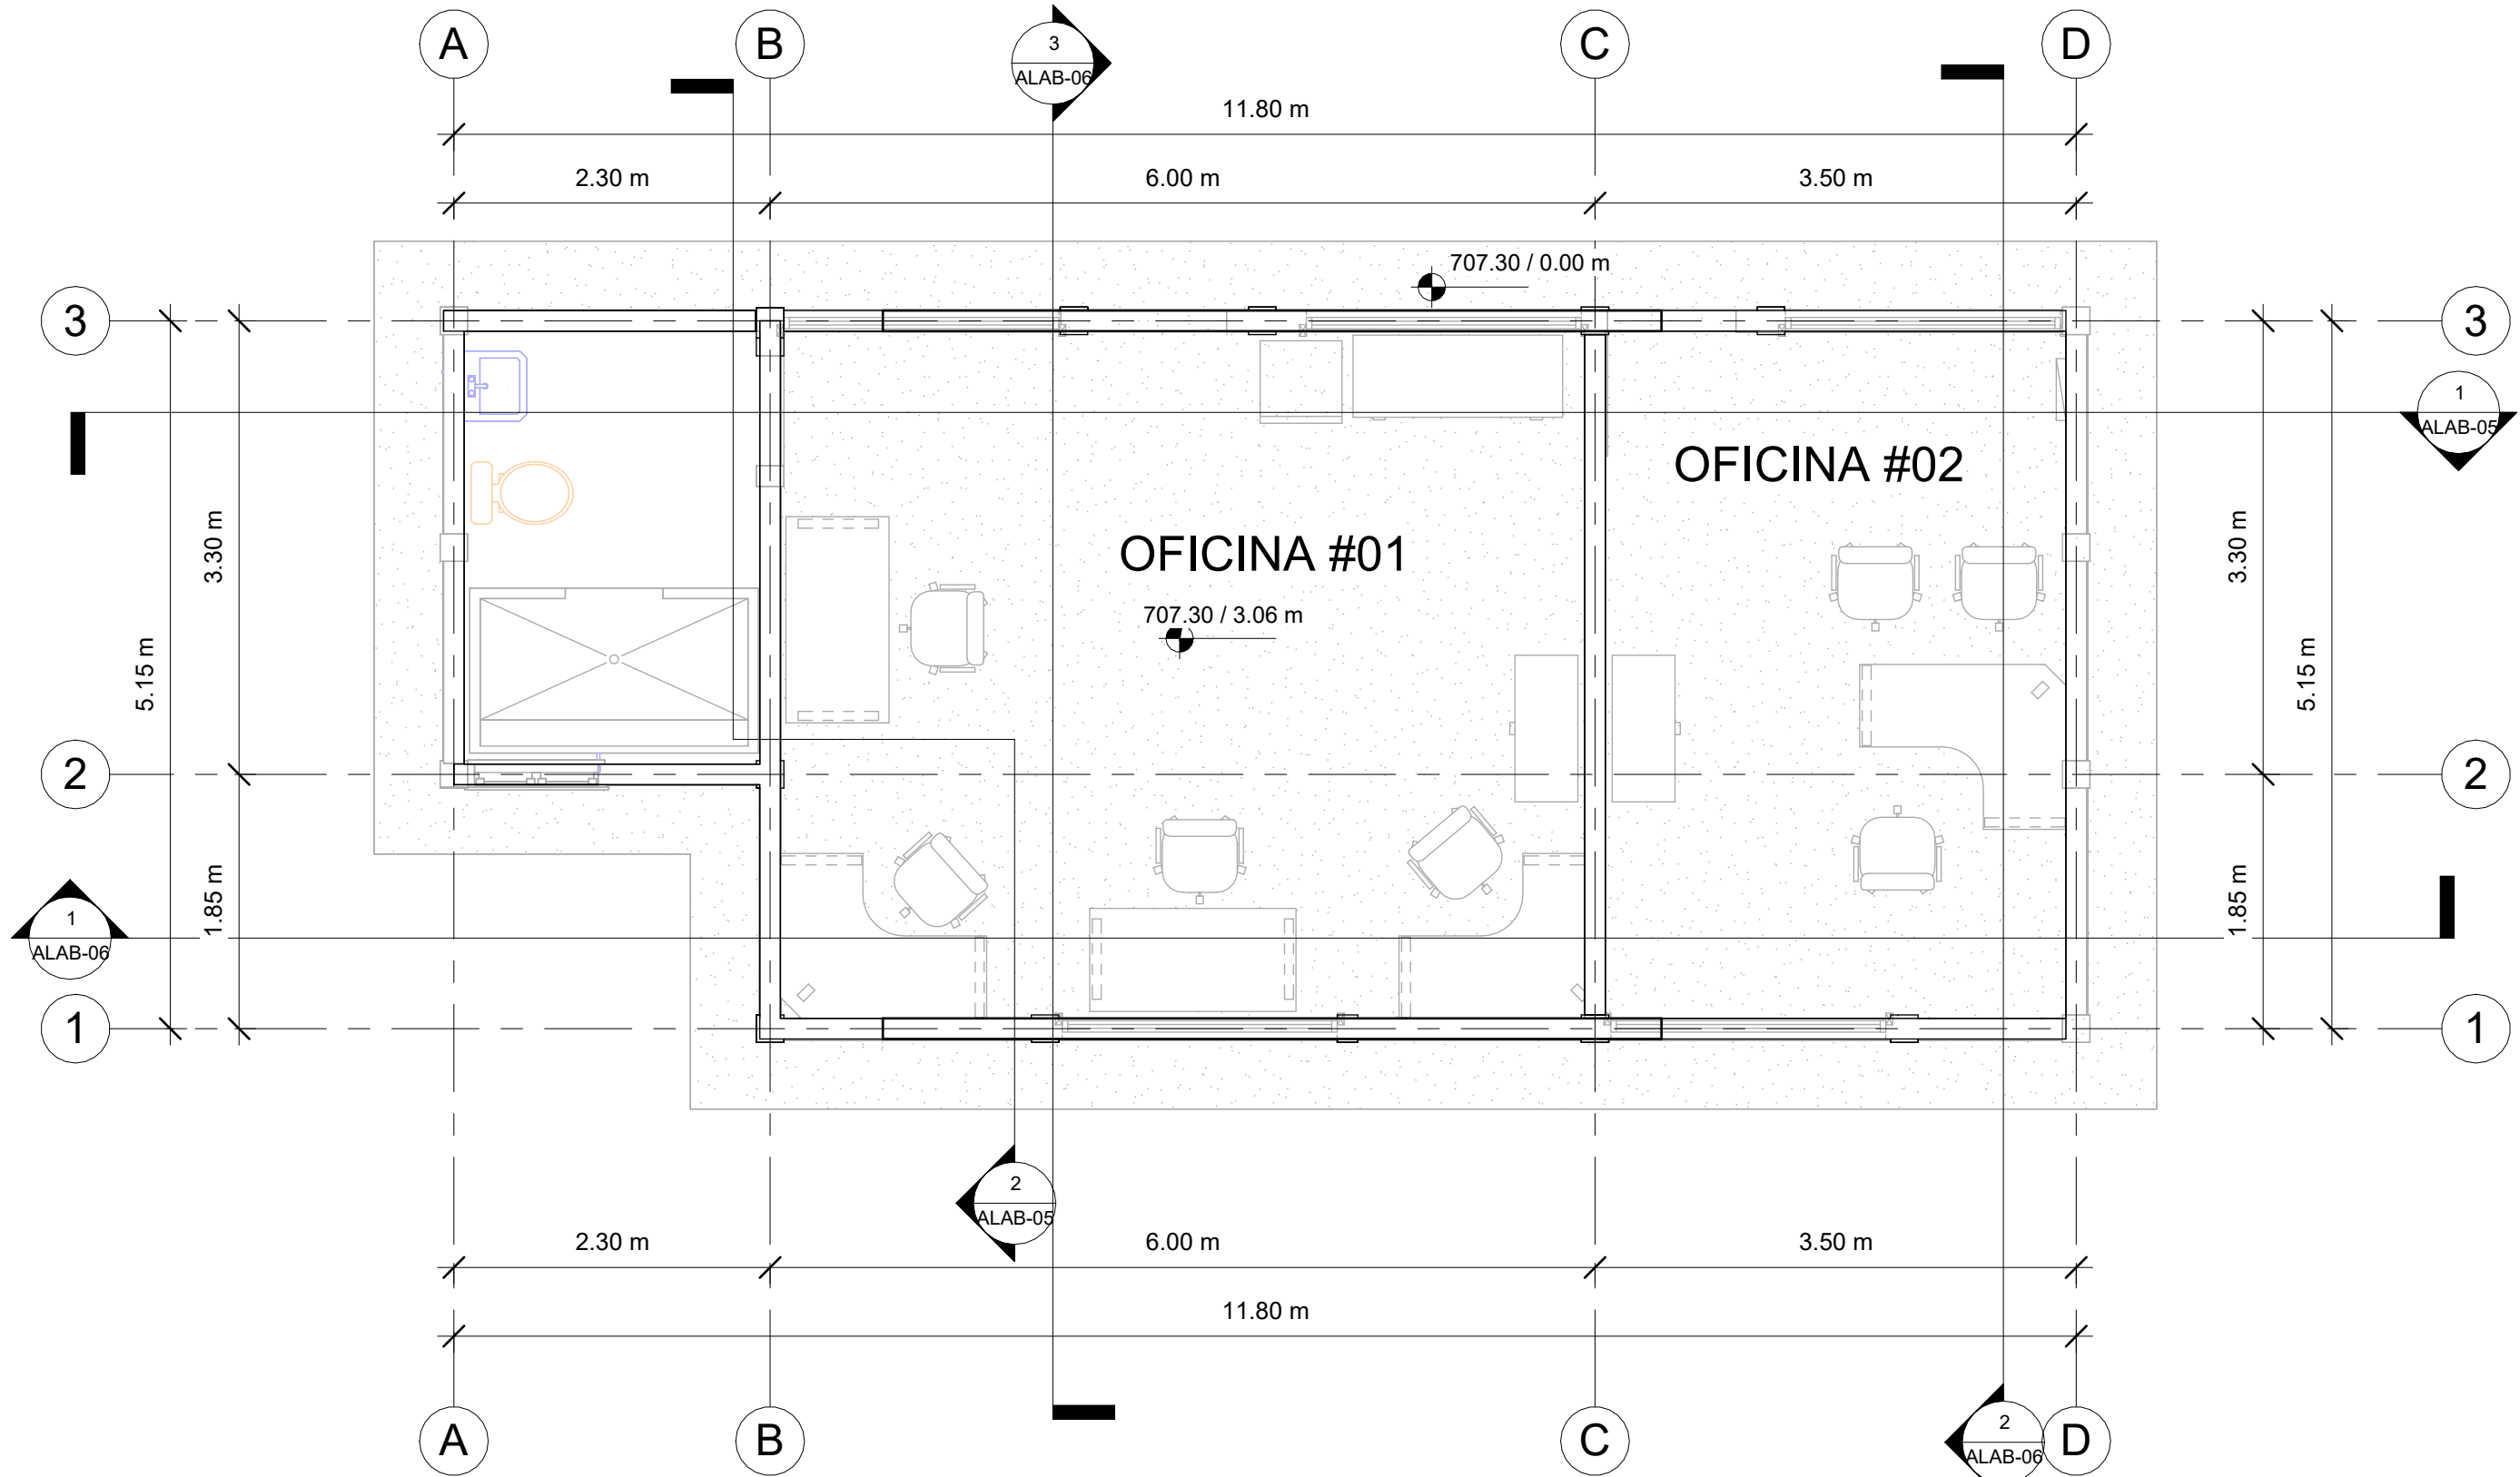 A
B
3
ALAB-06
C
D
11.80 m
2.30 m
6.00 m
3.50 m
707.30 / 0.00 m
3
3
1
ALAB-05
OFICINA #02
OFICINA #01
3.30 m
3.30 m
707.30 / 3.06 m
5.15 m
5.15 m
2
2
1.85 m
1.85 m
1
ALAB-06
1
1
2
ALAB-05
2.30 m
6.00 m
3.50 m
11.80 m
A
B
C
2
ALAB-06
D